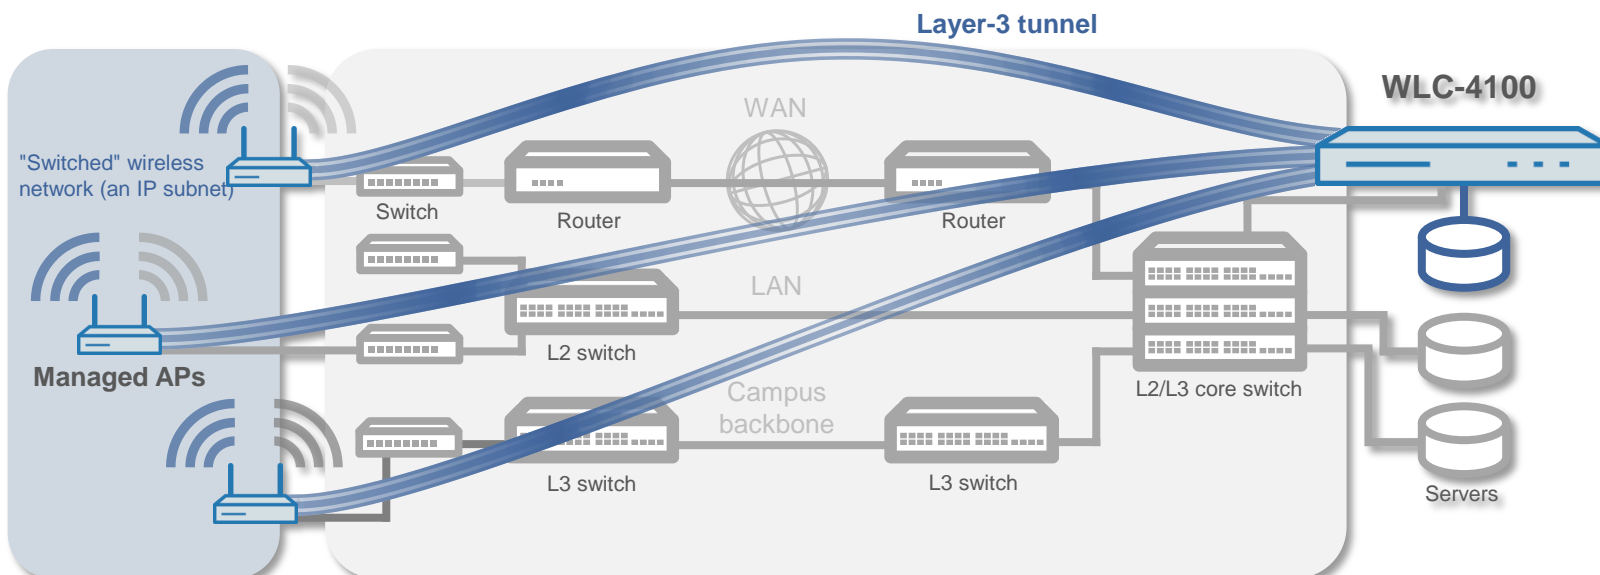 Layer-3 tunnel
WLC-4100
WAN
"Switched" wireless
network (an IP subnet)
Switch
Router
Router
LAN
L2 switch
Managed APs
L2/L3 core switch
Campus
backbone
L3 switch
L3 switch
Servers